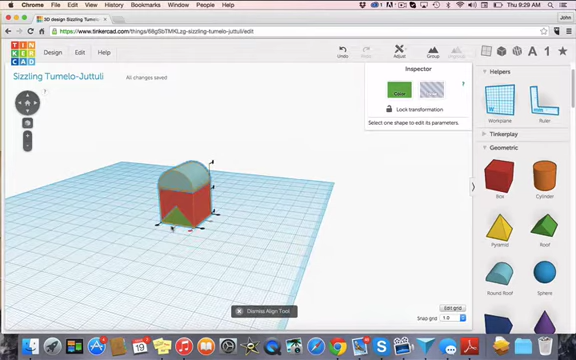 Chrome File Edit View History Bookmarks Window People Help
Thu 9:29 AM
3D design Sizzling Tumelo-
John
https://www.tinkercad.com/things/68gSbTMKLzg-sizzling-tumelo-juttuli/edit
TIN
KER
CAD
Design Edit Help
Undo Redo Adjust Group Ungroup
Sizzling Tumelo-Juttuli
All changes saved
Inspector
Color
Lock transformation
Select one shape to edit its parameters.
Helpers
Workplane Ruler
Tinkerplay
Geometric
Box Cylinder
Pyramid Roof
Round Roof Sphere
Dismiss Align Tool
Edit grid
Snap grid 1.0